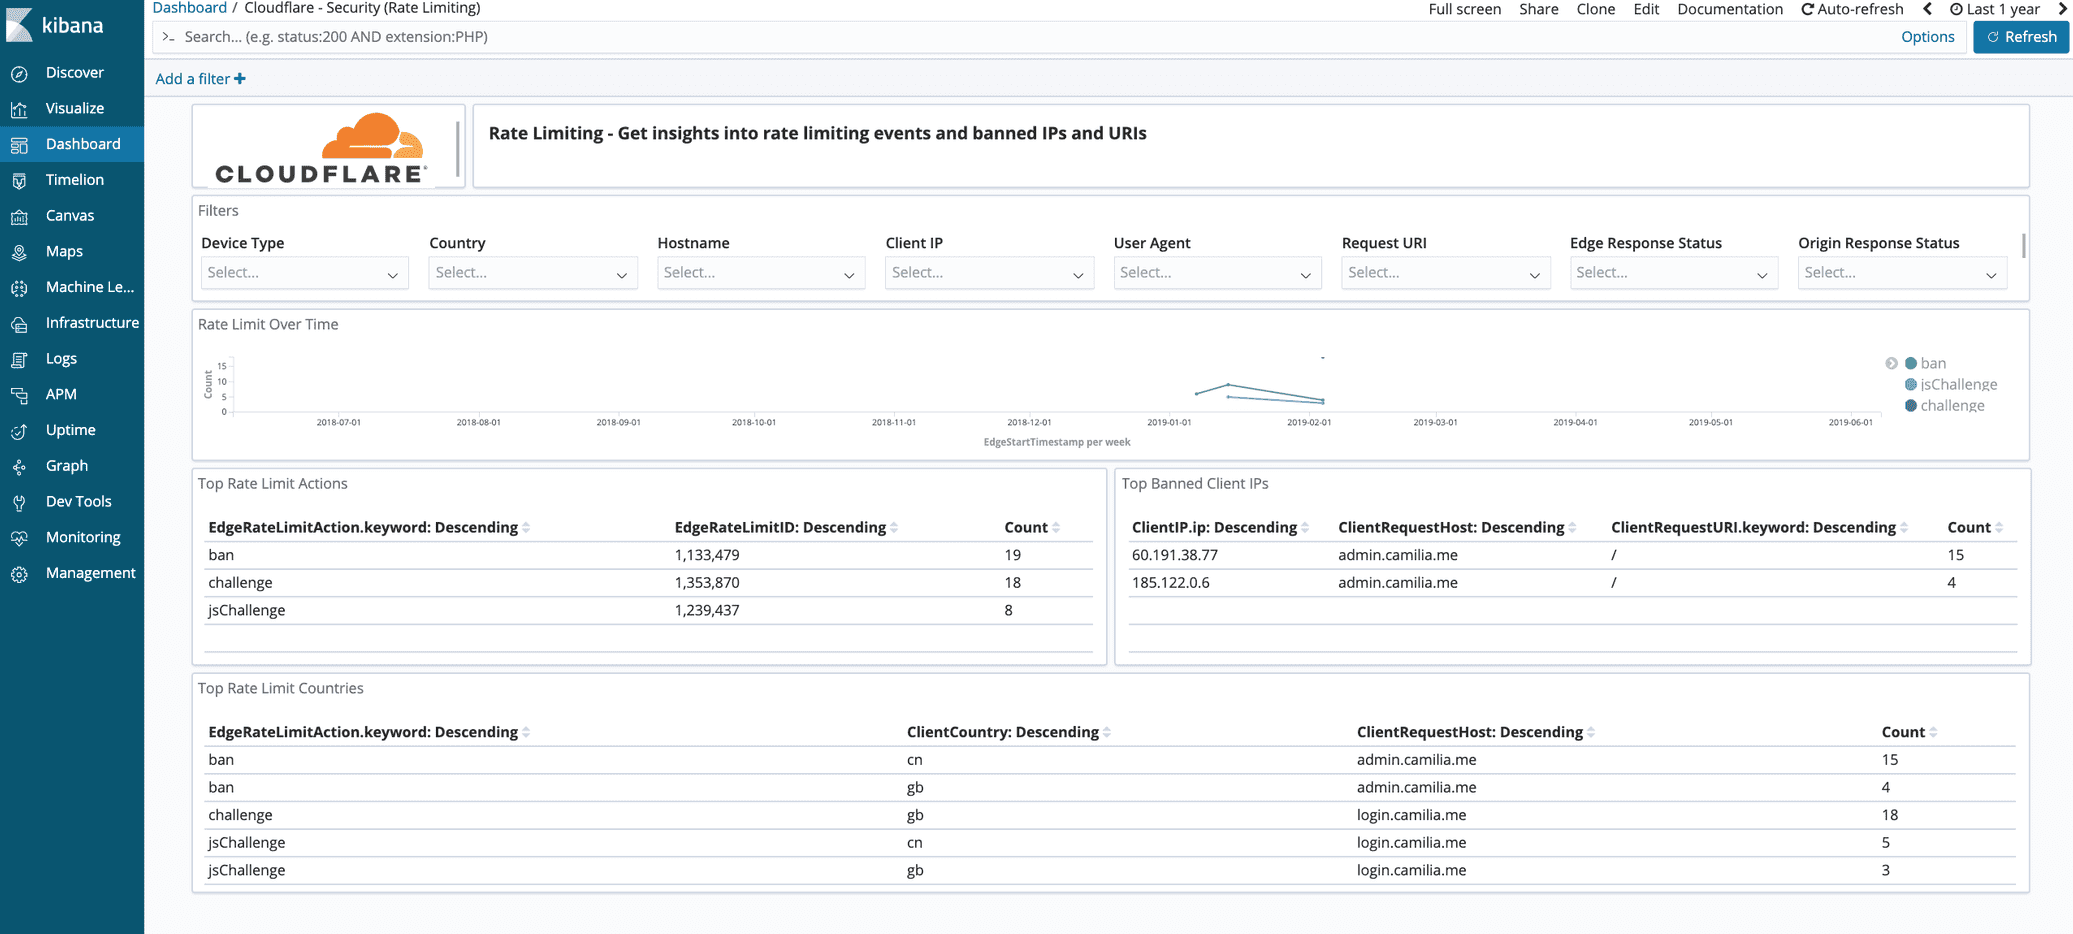 kibana
Discover
Visualize
Dashboard
Timelion
Canvas
Maps
Machine Le...
Infrastructure
Logs
APM
Uptime
Graph
Dev Tools
Monitoring
Management
Dashboard / Cloudflare - Security (Rate Limiting)
Full screen Share Clone Edit Documentation Auto-refresh Last 1 year
>_ Search... (e.g. status:200 AND extension:PHP) Options Refresh
Add a filter +
CLOUDFLARE
Rate Limiting - Get insights into rate limiting events and banned IPs and URIs
Filters
Device Type Country Hostname Client IP User Agent Request URI Edge Response Status Origin Response Status
Select... Select... Select... Select... Select... Select... Select... Select...
Rate Limit Over Time
Count
15
10
5
0
2018-07-01 2018-08-01 2018-09-01 2018-10-01 2018-11-01 2018-12-01 2019-01-01 2019-02-01 2019-03-01 2019-04-01 2019-05-01 2019-06-01
EdgeStartTimestamp per week
ban
jsChallenge
challenge
Top Rate Limit Actions
EdgeRateLimitAction.keyword: Descending EdgeRateLimitID: Descending Count
ban 1,133,479 19
challenge 1,353,870 18
jsChallenge 1,239,437 8
Top Banned Client IPs
ClientIP.ip: Descending ClientRequestHost: Descending ClientRequestURI.keyword: Descending Count
60.191.38.77 admin.camilia.me / 15
185.122.0.6 admin.camilia.me / 4
Top Rate Limit Countries
EdgeRateLimitAction.keyword: Descending ClientCountry: Descending ClientRequestHost: Descending Count
ban cn admin.camilia.me 15
ban gb admin.camilia.me 4
challenge gb login.camilia.me 18
jsChallenge cn login.camilia.me 5
jsChallenge gb login.camilia.me 3